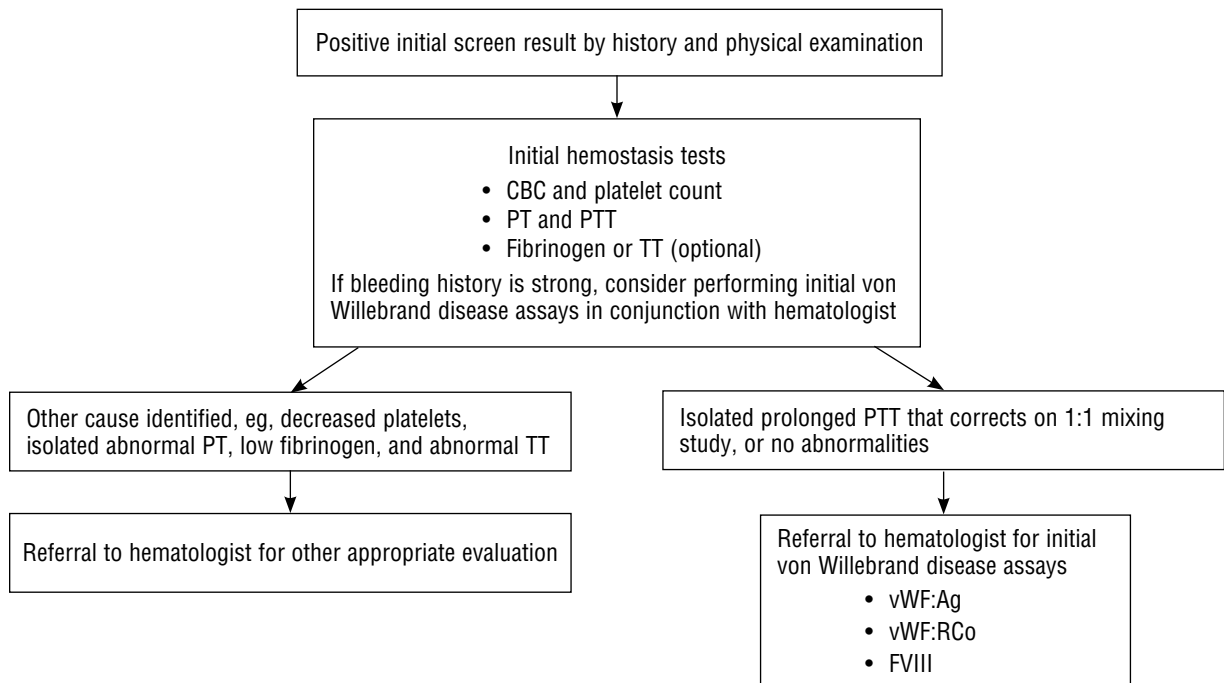 Positive initial screen result by history and physical examination
Initial hemostasis tests
• CBC and platelet count
• PT and PTT
• Fibrinogen or TT (optional)
If bleeding history is strong, consider performing initial von
Willebrand disease assays in conjunction with hematologist
Other cause identified, eg, decreased platelets,
isolated abnormal PT, low fibrinogen, and abnormal TT
Referral to hematologist for other appropriate evaluation
Isolated prolonged PTT that corrects on 1:1 mixing
study, or no abnormalities
Referral to hematologist for initial
von Willebrand disease assays
• vWF:Ag
• vWF:RCo
• FVIII